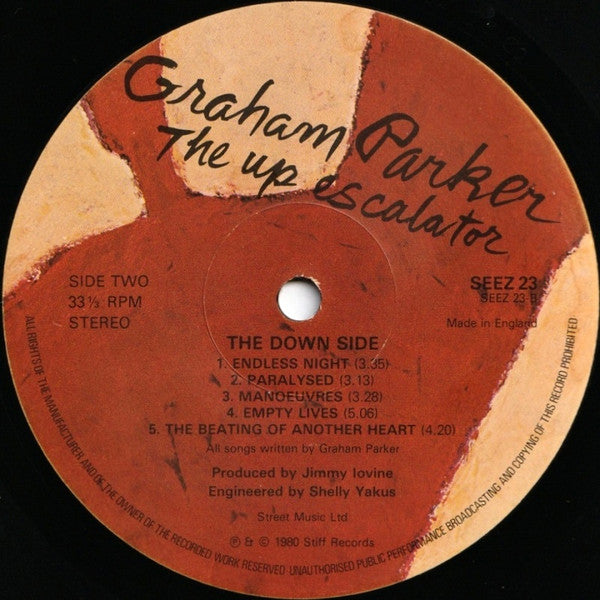 Graham Parker
The up escalator
SIDE TWO
33⅓ RPM
STEREO
SEEZ 23
SEEZ 23 B
Made in England
THE DOWN SIDE
1. ENDLESS NIGHT (3.35)
2. PARALYSED (3.13)
3. MANOEUVRES (3.28)
4. EMPTY LIVES (5.06)
5. THE BEATING OF ANOTHER HEART (4.20)
All songs written by Graham Parker
Produced by Jimmy Iovine
Engineered by Shelly Yakus
Street Music Ltd
℗ & © 1980 Stiff Records
ALL RIGHTS OF THE MANUFACTURER AND OF THE OWNER OF THE RECORDED WORK RESERVED UNAUTHORISED PUBLIC PERFORMANCE BROADCASTING AND COPYING OF THIS RECORD PROHIBITED